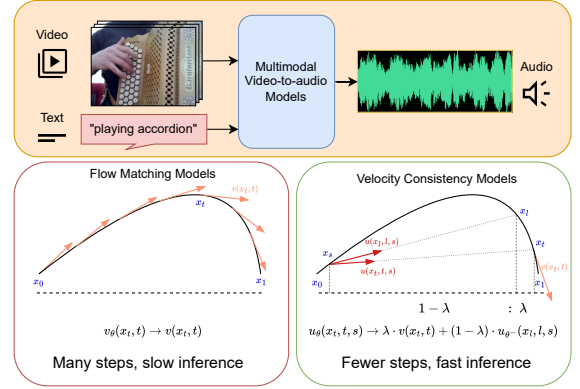 Video
Text
"playing accordion"
Multimodal
Video-to-audio
Models
Audio
Flow Matching Models
x_t
v(x_t, t)
x_0
x_1
v_θ(x_t, t) → v(x_t, t)
Many steps, slow inference
Velocity Consistency Models
x_l
u(x_l, l, s)
x_s
x_t
u(x_t, t, s)
v(x_t, t)
x_0
x_1
1 − λ : λ
u_θ(x_t, t, s) → λ · v(x_t, t) + (1 − λ) · u_θ⁻(x_l, l, s)
Fewer steps, fast inference